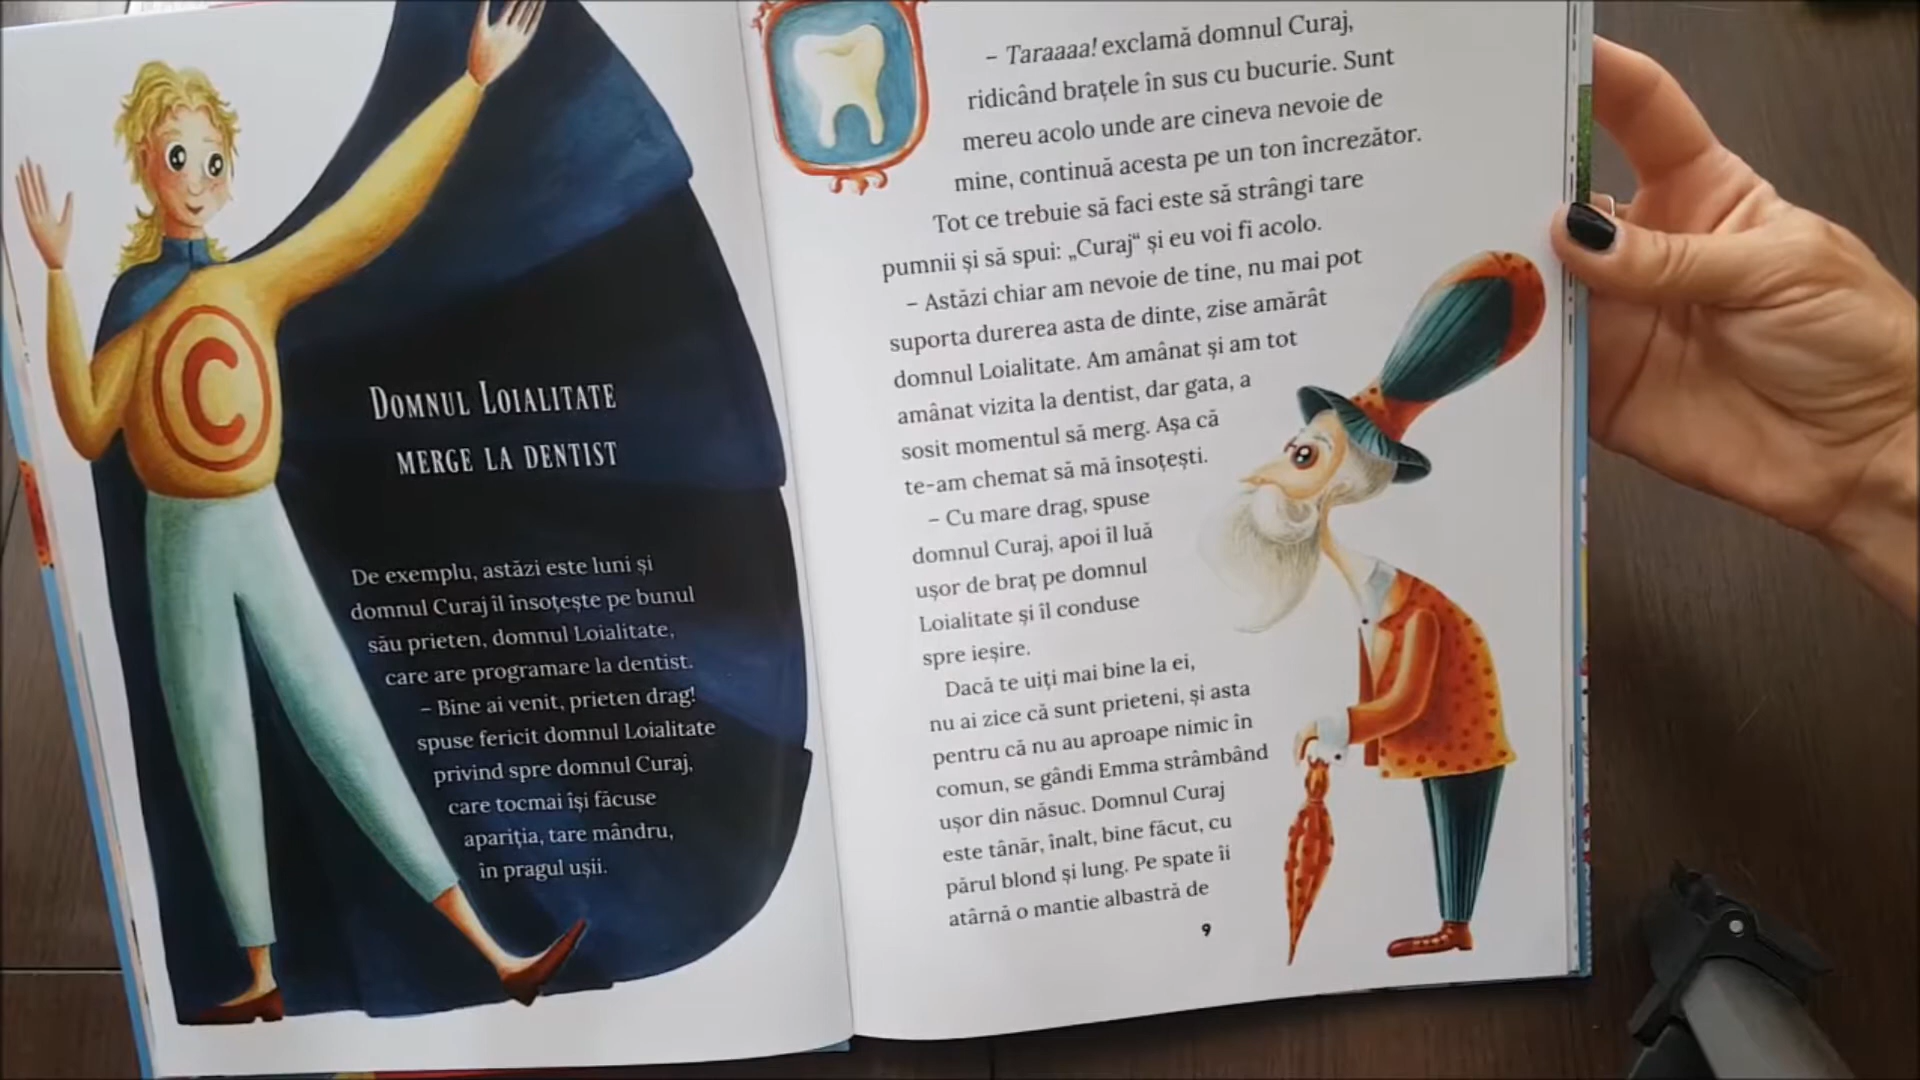 C
DOMNUL LOIALITATE
MERGE LA DENTIST
De exemplu, astăzi este luni și
domnul Curaj îl însoțește pe bunul
său prieten, domnul Loialitate,
care are programare la dentist.
– Bine ai venit, prieten drag!
spuse fericit domnul Loialitate
privind spre domnul Curaj,
care tocmai își făcuse
apariția, tare mândru,
în pragul ușii.
– Taraaaa! exclamă domnul Curaj,
ridicând brațele în sus cu bucurie. Sunt
mereu acolo unde are cineva nevoie de
mine, continuă acesta pe un ton încrezător.
Tot ce trebuie să faci este să strângi tare
pumnii și să spui: „Curaj“ și eu voi fi acolo.
– Astăzi chiar am nevoie de tine, nu mai pot
suporta durerea asta de dinte, zise amărât
domnul Loialitate. Am amânat și am tot
amânat vizita la dentist, dar gata, a
sosit momentul să merg. Așa că
te-am chemat să mă însoțești.
– Cu mare drag, spuse
domnul Curaj, apoi îl luă
ușor de braț pe domnul
Loialitate și îl conduse
spre ieșire.
Dacă te uiți mai bine la ei,
nu ai zice că sunt prieteni, și asta
pentru că nu au aproape nimic în
comun, se gândi Emma strâmbând
ușor din năsuc. Domnul Curaj
este tânăr, înalt, bine făcut, cu
părul blond și lung. Pe spate îi
atârnă o mantie albastră de
9